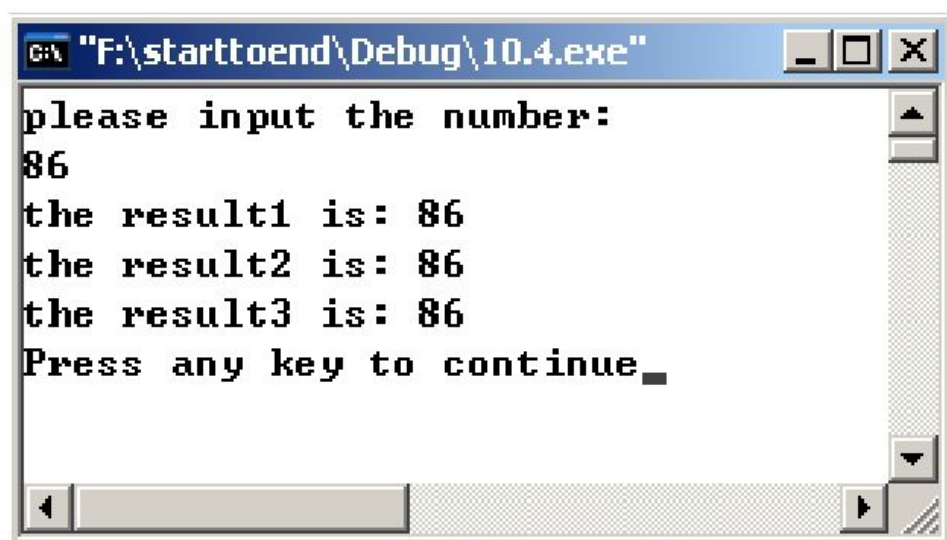 "F:\starttoend\Debug\10.4.exe"
please input the number:
86
the result1 is: 86
the result2 is: 86
the result3 is: 86
Press any key to continue_